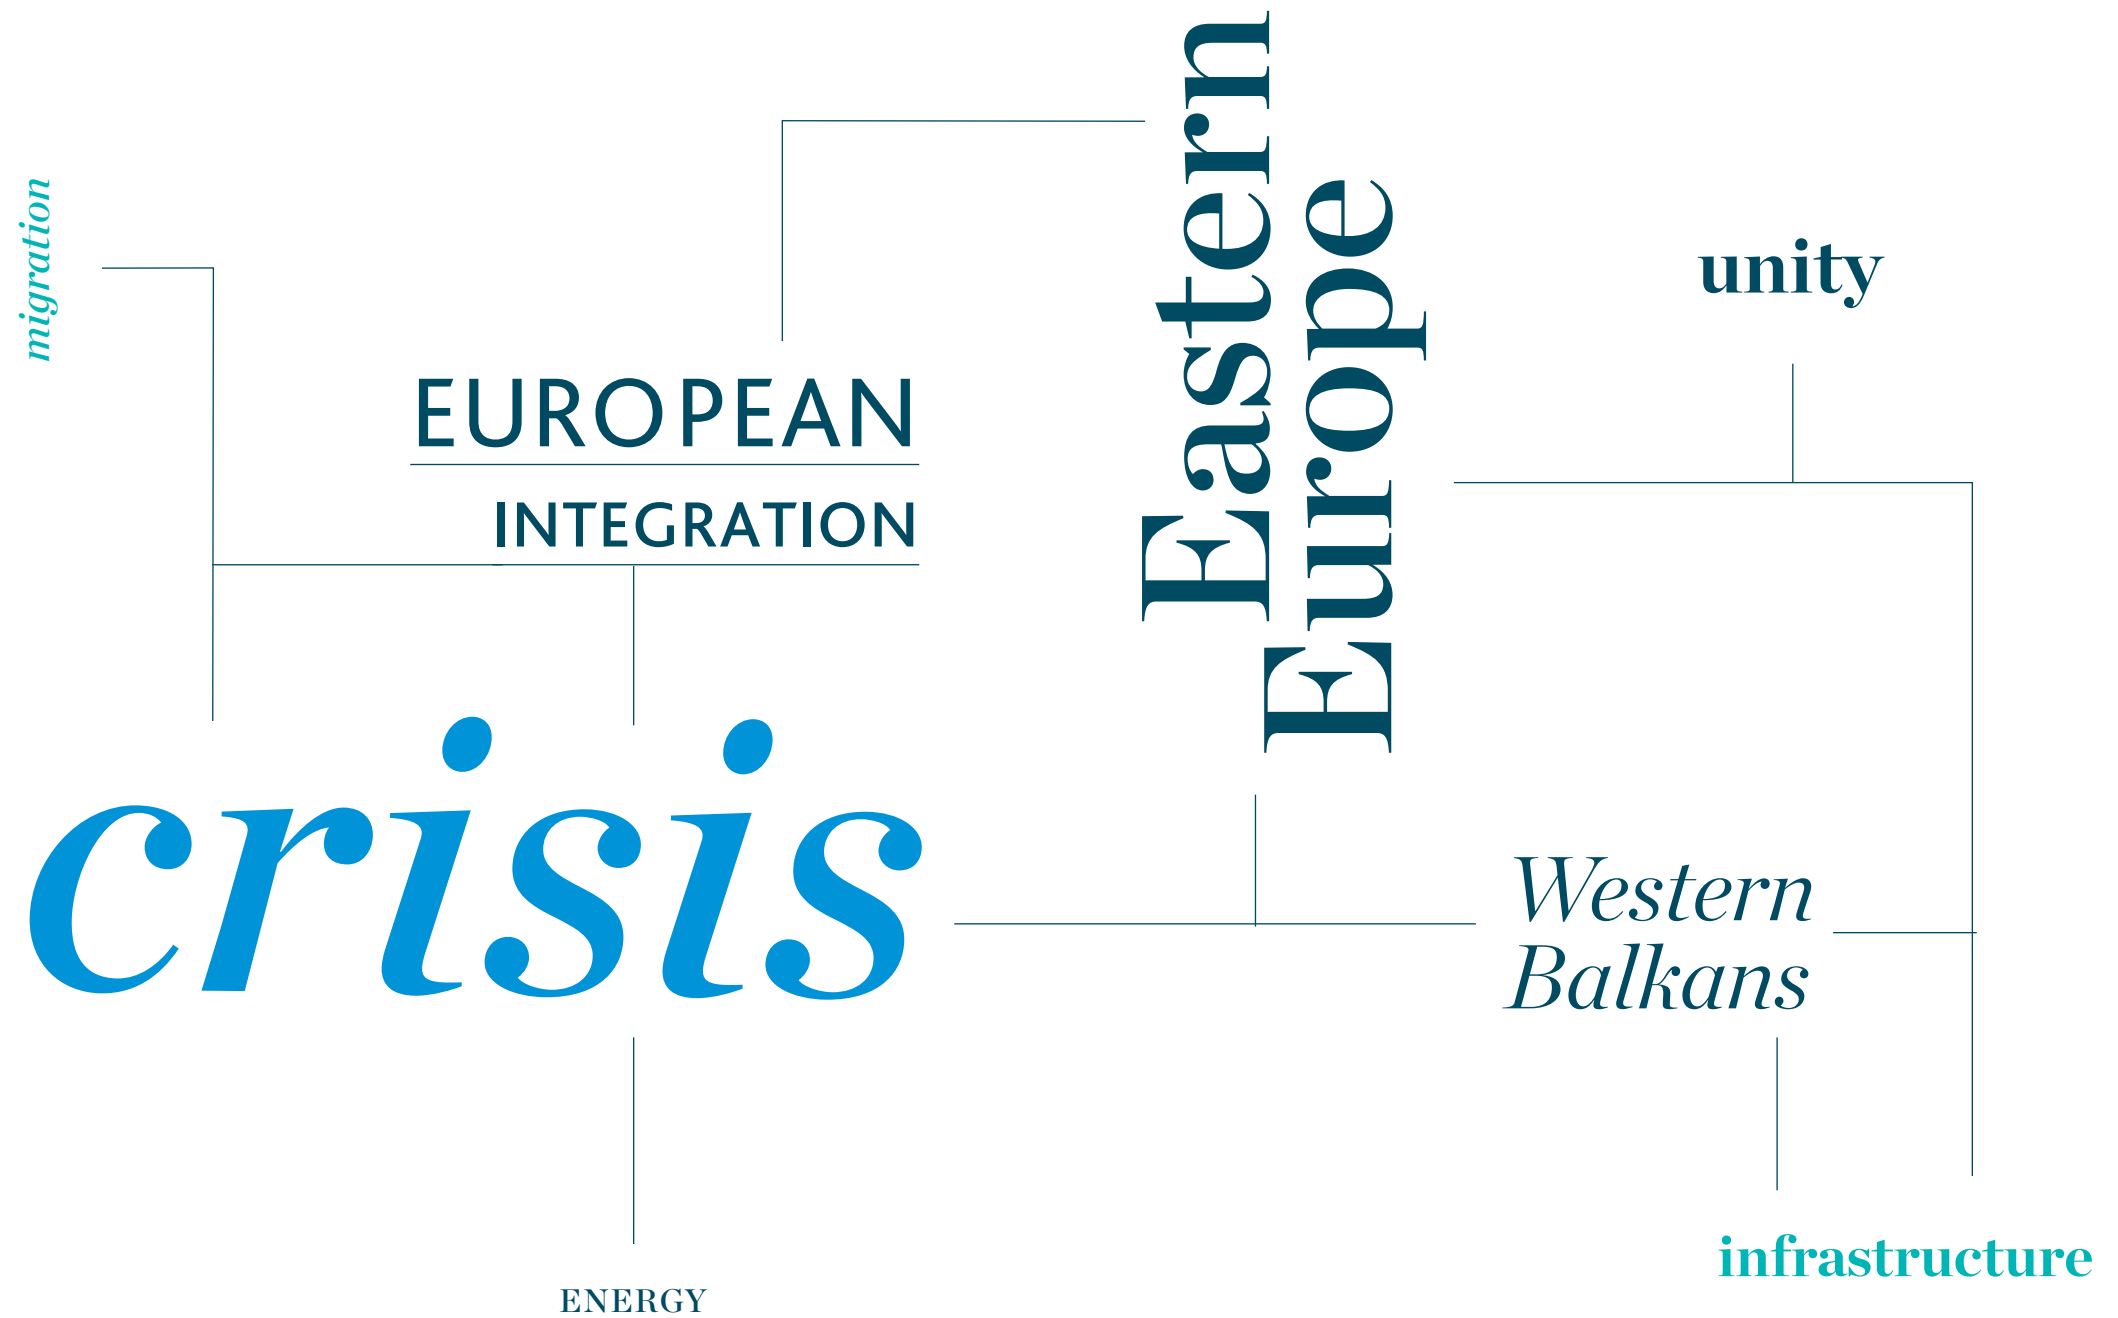 migration
EUROPEAN
INTEGRATION
Eastern
Europe
unity
crisis
Western
Balkans
ENERGY
infrastructure